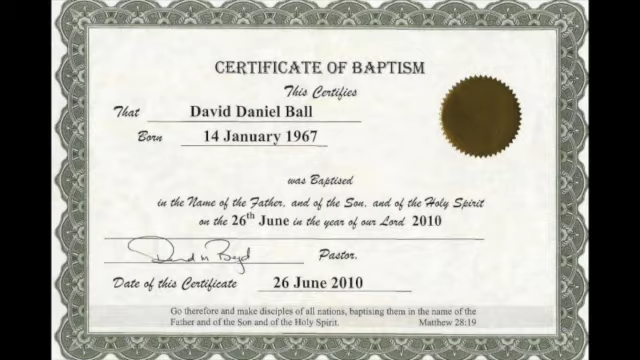 CERTIFICATE OF BAPTISM
This Certifies
That David Daniel Ball
Born 14 January 1967
was Baptised
in the Name of the Father, and of the Son, and of the Holy Spirit
on the 26th June in the year of our Lord 2010
Pastor.
Date of this Certificate 26 June 2010
Go therefore and make disciples of all nations, baptising them in the name of the
Father and of the Son and of the Holy Spirit. Matthew 28:19